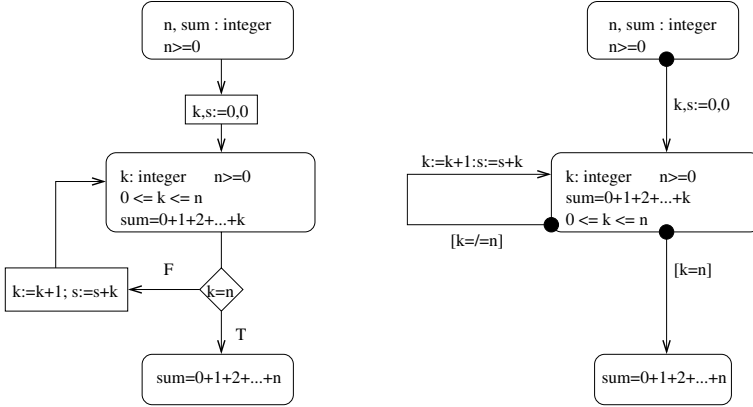 n, sum : integer
n>=0
k,s:=0,0
k: integer n>=0
0 <= k <= n
sum=0+1+2+...+k
F
k:=k+1; s:=s+k
k=n
T
sum=0+1+2+...+n
n, sum : integer
n>=0
k,s:=0,0
k:=k+1:s:=s+k
k: integer n>=0
sum=0+1+2+...+k
0 <= k <= n
[k=/=n]
[k=n]
sum=0+1+2+...+n